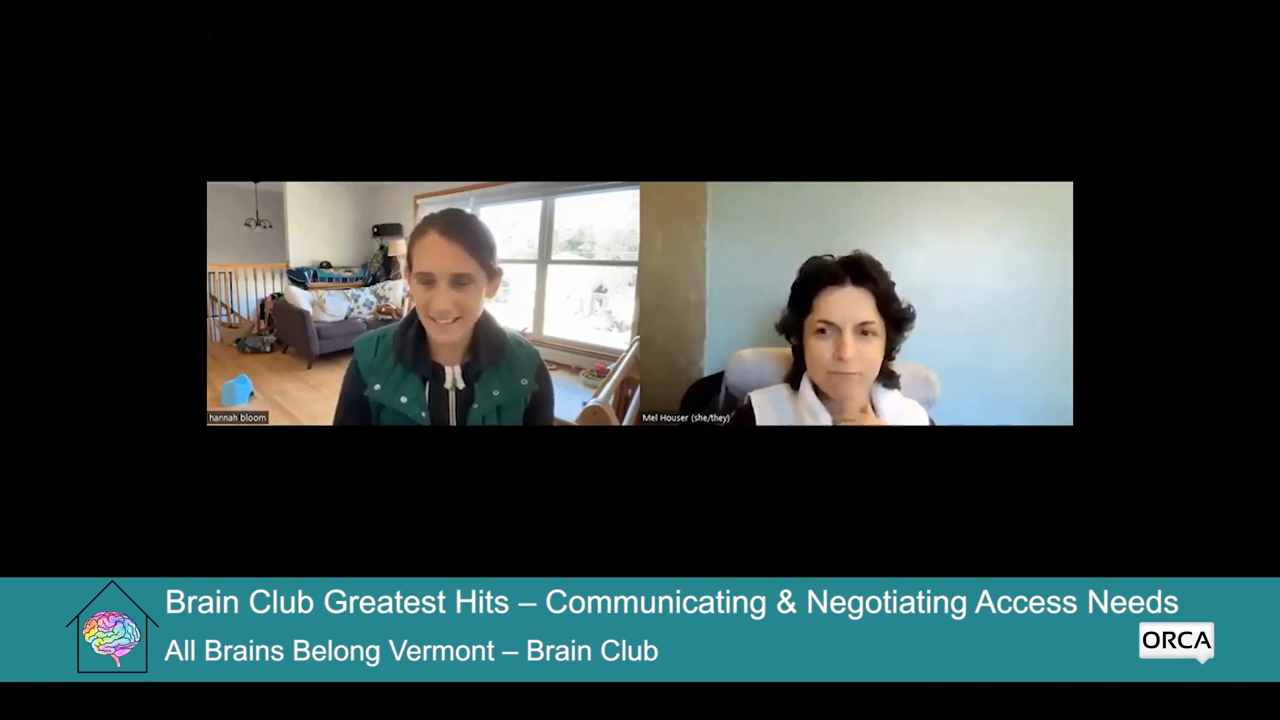 hannah bloom
Mel Houser (she/they)
Brain Club Greatest Hits – Communicating & Negotiating Access Needs
All Brains Belong Vermont – Brain Club
ORCA